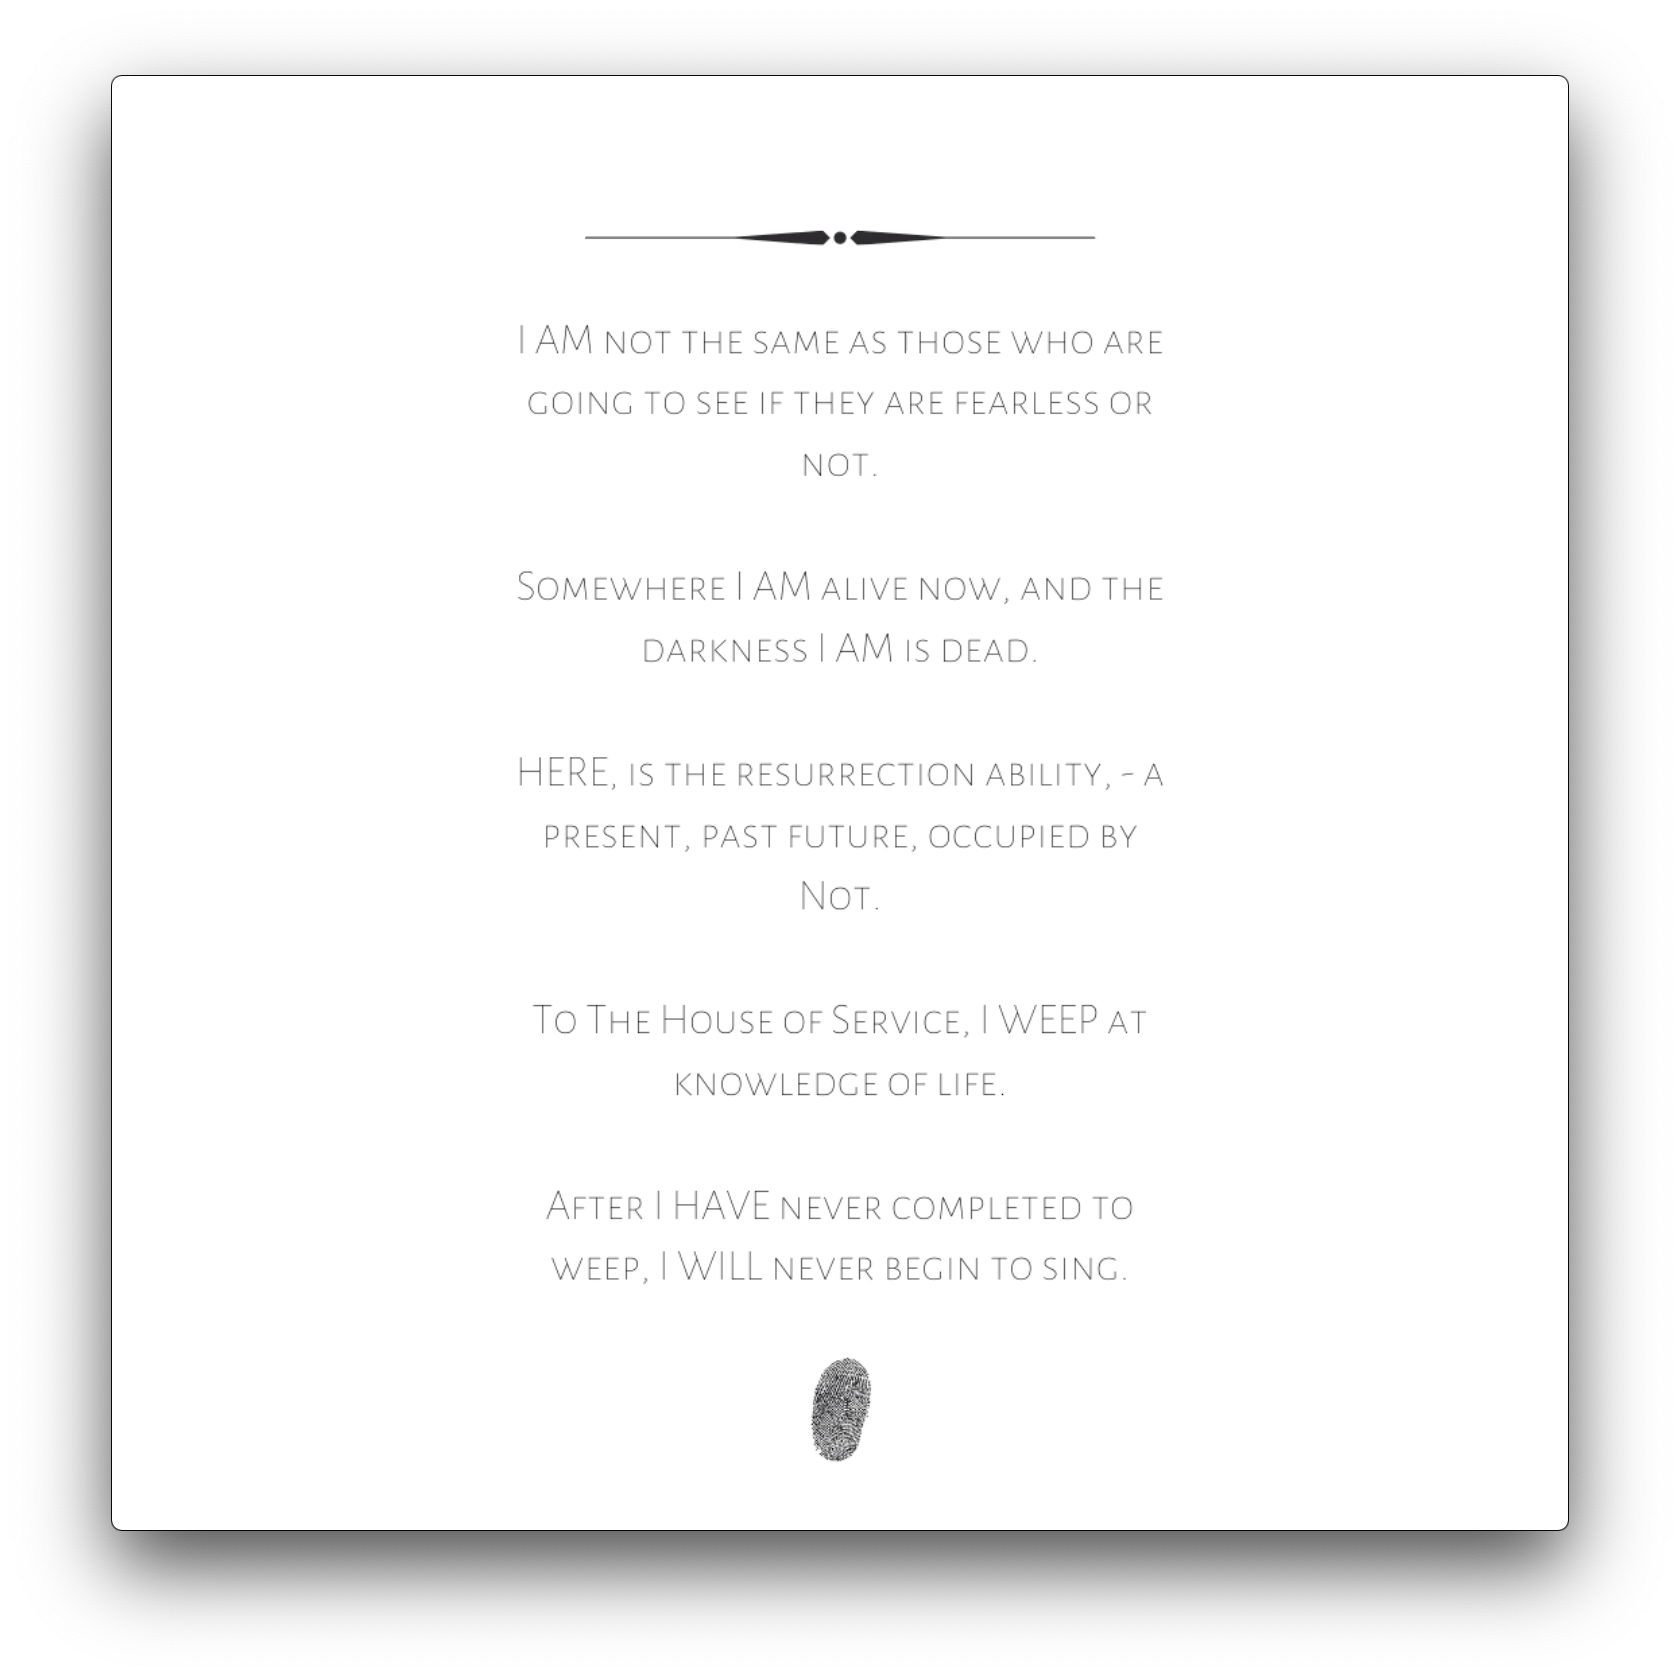 I AM not the same as those who are
going to see if they are fearless or
not.
Somewhere I AM alive now, and the
darkness I AM is dead.
HERE, is the resurrection ability, - a
present, past future, occupied by
Not.
To The House of Service, I WEEP at
knowledge of life.
After I HAVE never completed to
weep, I WILL never begin to sing.